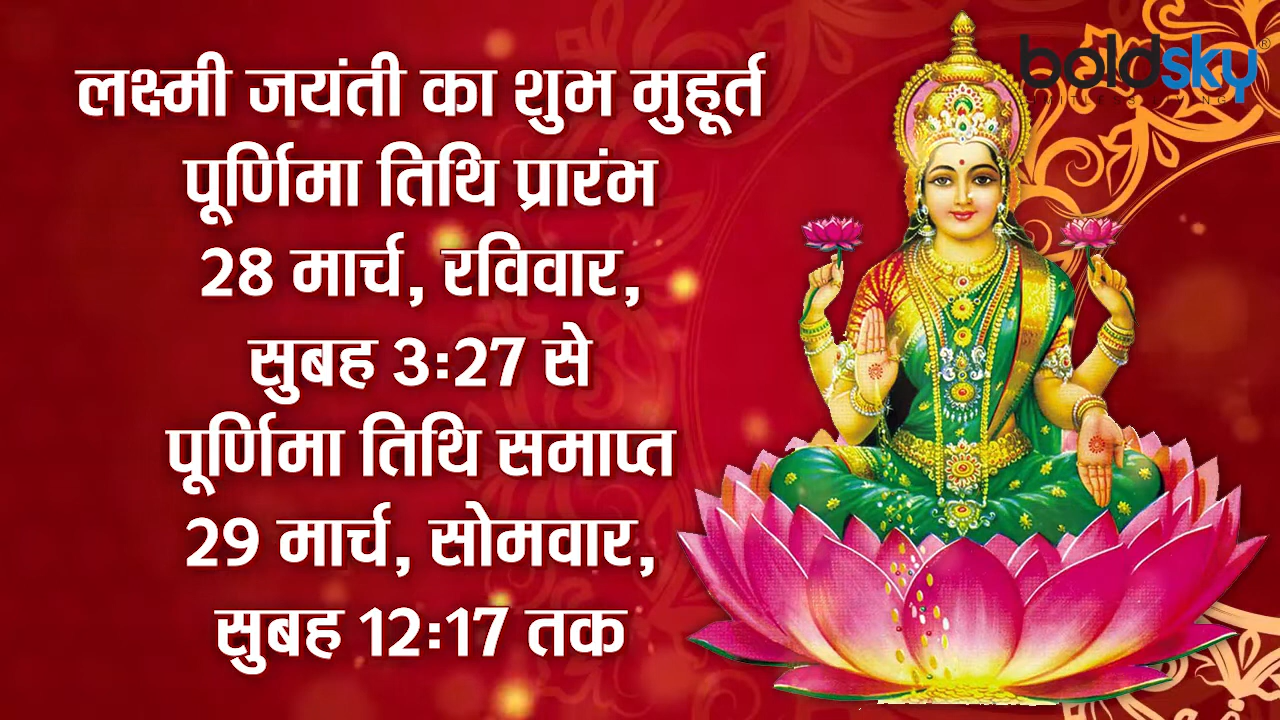 लक्ष्मी जयंती का शुभ मुहूर्त
पूर्णिमा तिथि प्रारंभ
28 मार्च, रविवार,
सुबह 3:27 से
पूर्णिमा तिथि समाप्त
29 मार्च, सोमवार,
सुबह 12:17 तक
boldsky®